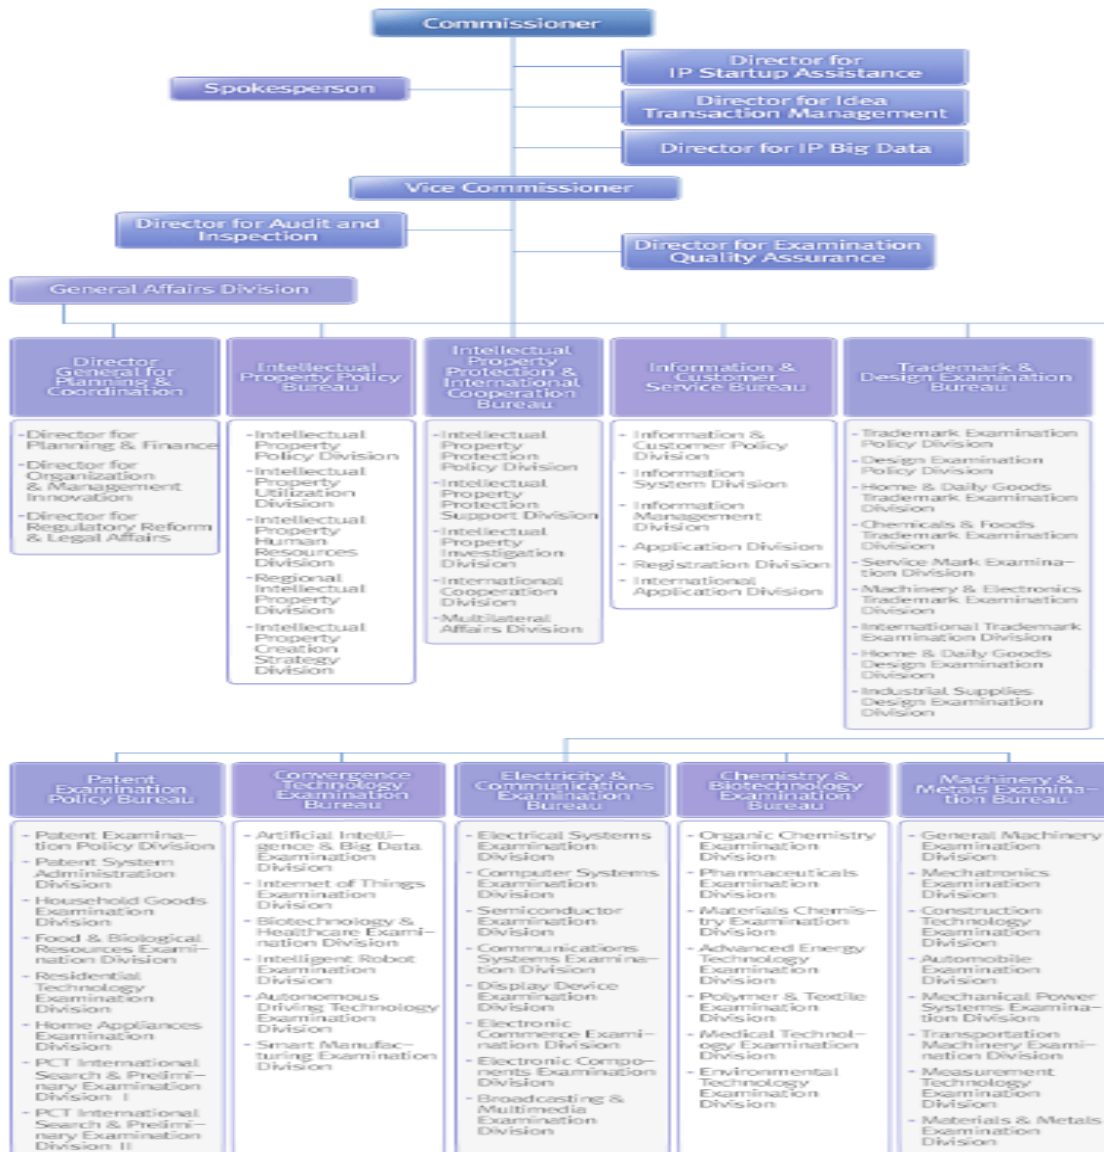 Commissioner
Director for
IP Startup Assistance
Spokesperson
Director for Idea
Transaction Management
Director for IP Big Data
Vice Commissioner
Director for Audit and
Inspection
Director for Examination
Quality Assurance
General Affairs Division
Director
General for
Planning &
Coordination
-Director for
Planning & Finance
-Director for
Organization
& Management
Innovation
-Director for
Regulatory Reform
& Legal Affairs
Intellectual
Property Policy
Bureau
-Intellectual
Property
Policy Division
-Intellectual
Property
Utilization
Division
-Intellectual
Property
Human
Resources
Division
-Regional
Intellectual
Property
Division
-Intellectual
Property
Creation
Strategy
Division
Intellectual
Property
Protection &
International
Cooperation
Bureau
-Intellectual
Property
Protection
Policy Division
-Intellectual
Property
Protection
Support Division
-Intellectual
Property
Investigation
Division
-International
Cooperation
Division
-Multilateral
Affairs Division
Information &
Customer
Service Bureau
- Information &
Customer Policy
Division
- Information
System Division
- Information
Management
Division
- Application Division
- Registration Division
- International
Application Division
Trademark &
Design Examination
Bureau
- Trademark Examination
Policy Division
- Design Examination
Policy Division
- Home & Daily Goods
Trademark Examination
Division
- Chemicals & Foods
Trademark Examination
Division
- Service Mark Examina-
tion Division
- Machinery & Electronics
Trademark Examination
Division
- International Trademark
Examination Division
- Home & Daily Goods
Design Examination
Division
- Industrial Supplies
Design Examination
Division
Patent
Examination
Policy Bureau
- Patent Examina-
tion Policy Division
- Patent System
Administration
Division
- Household Goods
Examination
Division
- Food & Biological
Resources Exami-
nation Division
- Residential
Technology
Examination
Division
- Home Appliances
Examination
Division
- PCT International
Search & Prelimi-
nary Examination
Division I
- PCT International
Search & Prelimi-
nary Examination
Division II
Convergence
Technology
Examination
Bureau
- Artificial Intelli-
gence & Big Data
Examination
Division
- Internet of Things
Examination
Division
- Biotechnology &
Healthcare Exami-
nation Division
- Intelligent Robot
Examination
Division
- Autonomous
Driving Technology
Examination
Division
- Smart Manufac-
turing Examination
Division
Electricity &
Communications
Examination
Bureau
- Electrical Systems
Examination
Division
- Computer Systems
Examination
Division
- Semiconductor
Examination
Division
- Communications
Systems Examina-
tion Division
- Display Device
Examination
Division
- Electronic
Commerce Exami-
nation Division
- Electronic Compo-
nents Examination
Division
- Broadcasting &
Multimedia
Examination
Division
Chemistry &
Biotechnology
Examination
Bureau
- Organic Chemistry
Examination
Division
- Pharmaceuticals
Examination
Division
- Materials Chemis-
try Examination
Division
- Advanced Energy
Technology
Examination
Division
- Polymer & Textile
Examination
Division
- Medical Technol-
ogy Examination
Division
- Environmental
Technology
Examination
Division
Machinery &
Metals Examina-
tion Bureau
- General Machinery
Examination
Division
- Mechatronics
Examination
Division
- Construction
Technology
Examination
Division
- Automobile
Examination
Division
- Mechanical Power
Systems Examina-
tion Division
- Transportation
Machinery Exami-
nation Division
- Measurement
Technology
Examination
Division
- Materials & Metals
Examination
Division